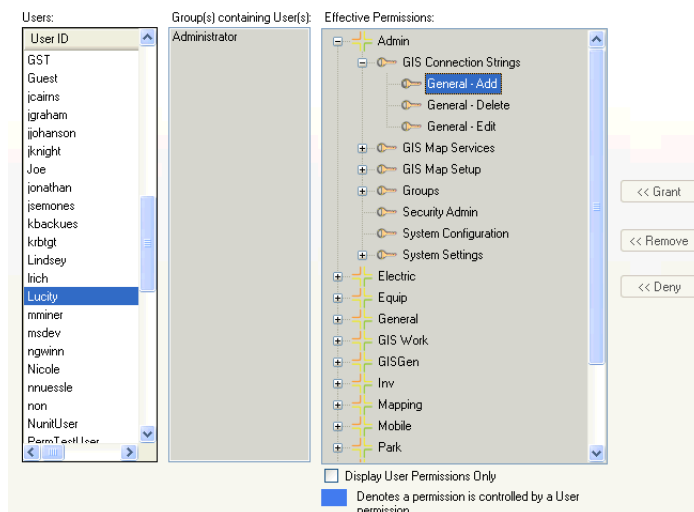 Users:
Group(s) containing User(s):
Effective Permissions:
User ID
GST
Guest
jcairns
jgraham
jjohanson
jknight
Joe
jonathan
jsemones
kbackues
krbtgt
Lindsey
lrich
Lucity
mminer
msdev
ngwinn
Nicole
nnuessle
non
NunitUser
PermTestUser
Administrator
Admin
GIS Connection Strings
General - Add
General - Delete
General - Edit
GIS Map Services
GIS Map Setup
Groups
Security Admin
System Configuration
System Settings
Electric
Equip
General
GIS Work
GISGen
Inv
Mapping
Mobile
Park
<< Grant
<< Remove
<< Deny
Display User Permissions Only
Denotes a permission is controlled by a User
permission